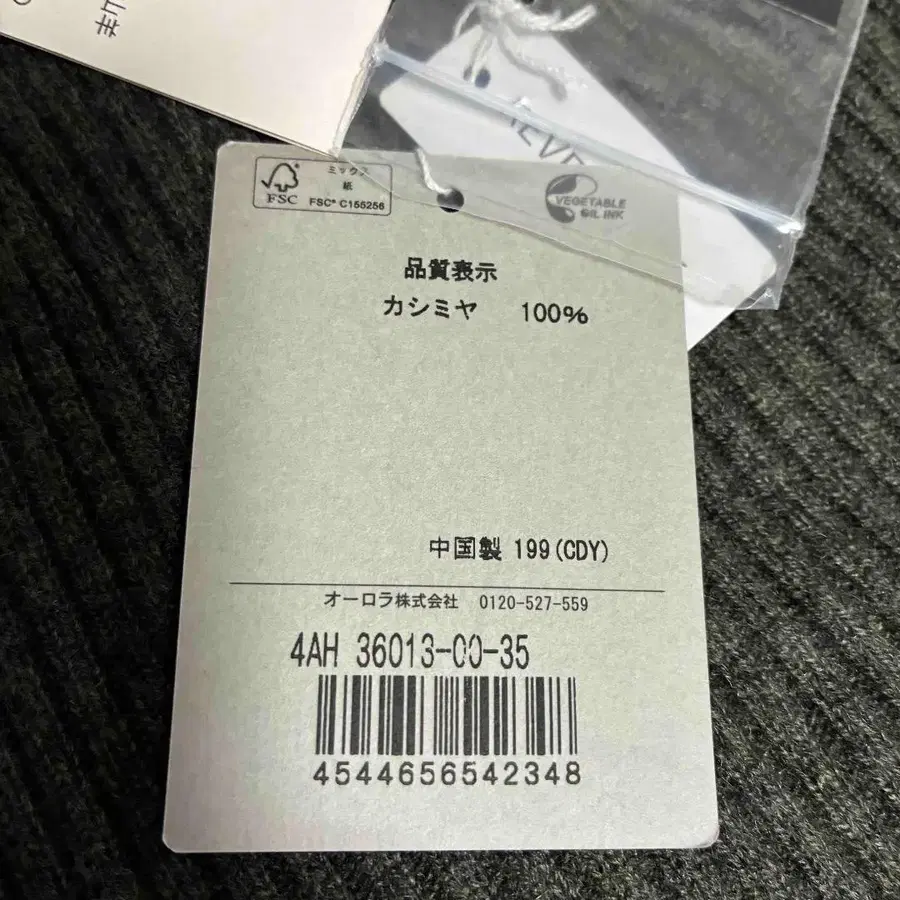 ミックス
紙
FSC
FSC® C155256
VEGETABLE
OIL INK
品質表示
カシミヤ 100%
中国製 199(CDY)
オーロラ株式会社 0120-527-559
4AH 36013-00-35
4544656542348